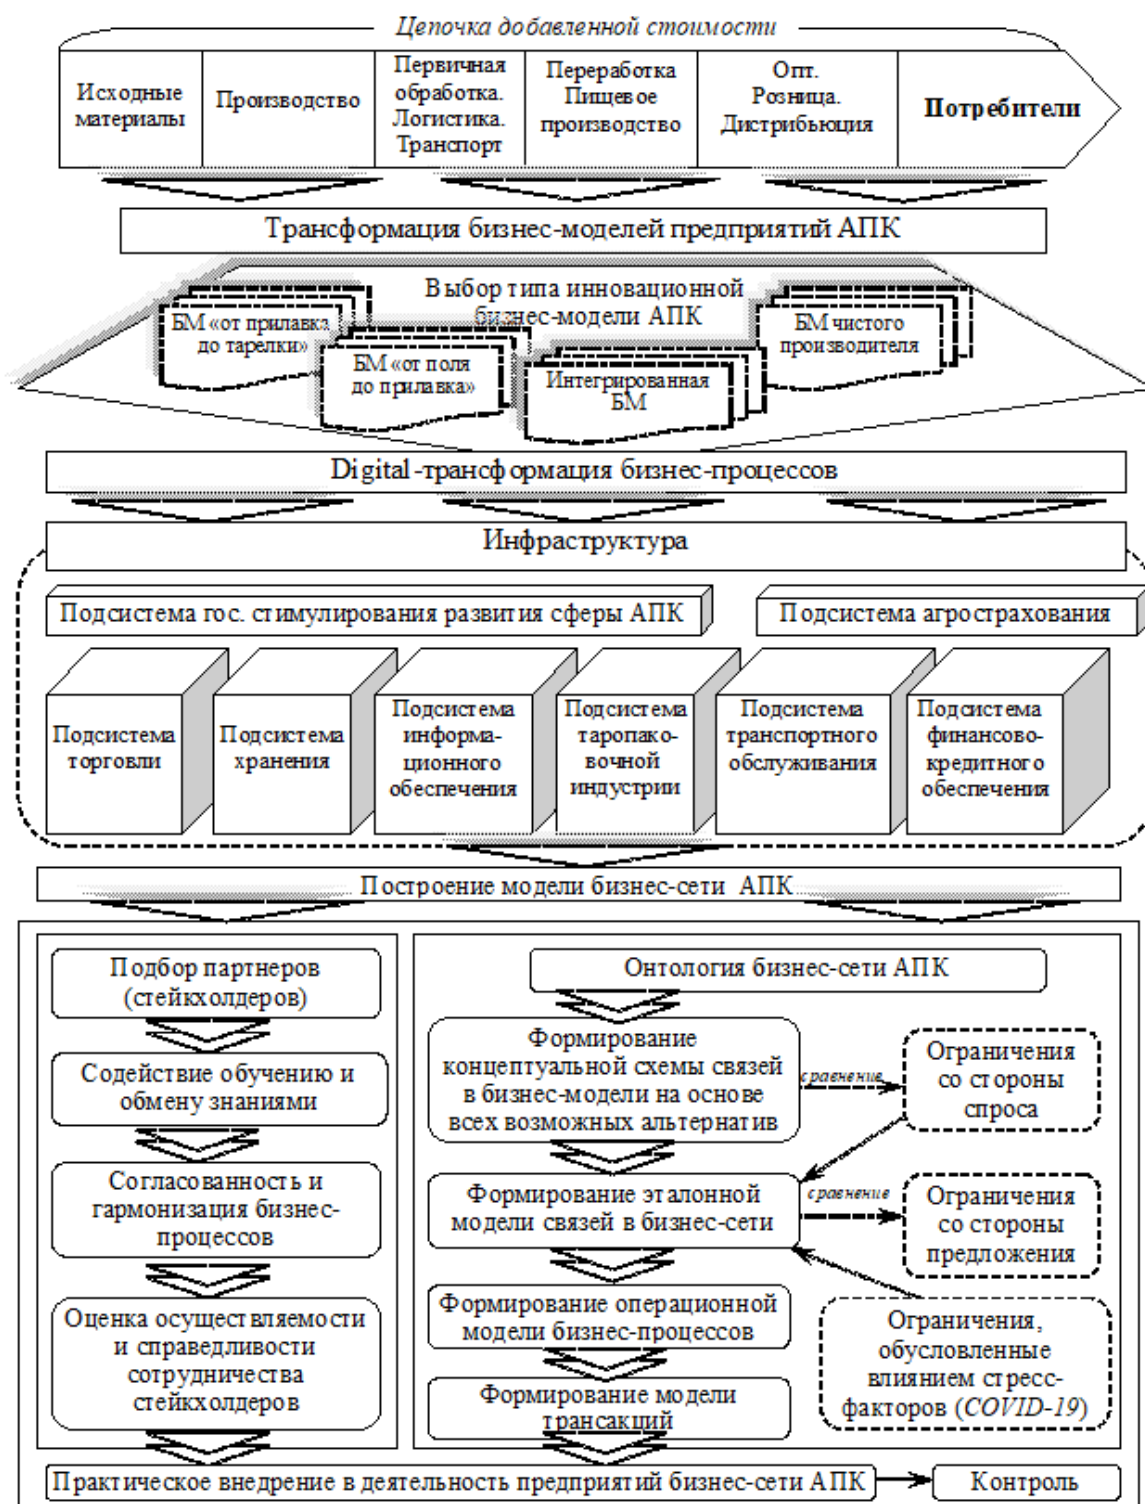 Цепочка добавленной стоимости
Исходные
материалы
Производство
Первичная
обработка.
Логистика.
Транспорт
Переработка
Пищевое
производство
Опт.
Розница.
Дистрибьюция
Потребители
Трансформация бизнес-моделей предприятий АПК
Выбор типа инновационной
бизнес-модели АПК
БМ «от прилавка
до тарелки»
БМ «от поля
до прилавка»
Интегрированная
БМ
БМ чистого
производителя
Digital-трансформация бизнес-процессов
Инфраструктура
Подсистема гос. стимулирования развития сферы АПК
Подсистема агрострахования
Подсистема
торговли
Подсистема
хранения
Подсистема
информа-
ционного
обеспечения
Подсистема
таропако-
вочной
индустрии
Подсистема
транспортного
обслуживания
Подсистема
финансово-
кредитного
обеспечения
Построение модели бизнес-сети АПК
Подбор партнеров
(стейкхолдеров)
Содействие обучению и
обмену знаниями
Согласованность и
гармонизация бизнес-
процессов
Оценка осуществляемости
и справедливости
сотрудничества
стейкхолдеров
Онтология бизнес-сети АПК
Формирование
концептуальной схемы связей
в бизнес-модели на основе
всех возможных альтернатив
сравнение
Ограничения
со стороны
спроса
Формирование эталонной
модели связей в бизнес-сети
сравнение
Ограничения
со стороны
предложения
Формирование операционной
модели бизнес-процессов
Ограничения,
обусловленные
влиянием стресс-
факторов (COVID-19)
Формирование модели
трансакций
Практическое внедрение в деятельность предприятий бизнес-сети АПК
Контроль